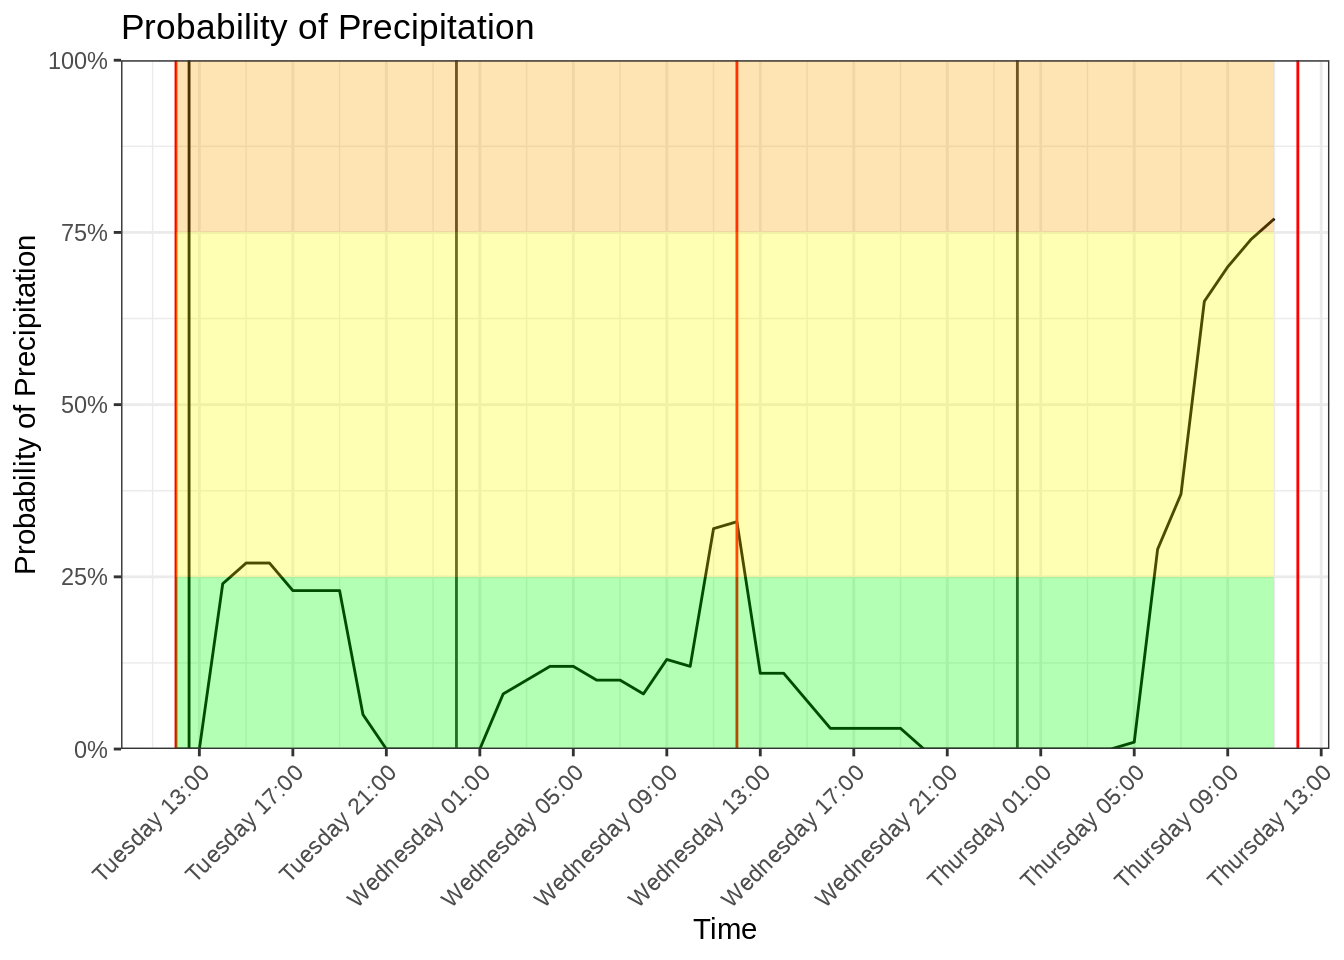 Probability of Precipitation
Probability of Precipitation
100%
75%
50%
25%
0%
Tuesday 13:00
Tuesday 17:00
Tuesday 21:00
Wednesday 01:00
Wednesday 05:00
Wednesday 09:00
Wednesday 13:00
Wednesday 17:00
Wednesday 21:00
Thursday 01:00
Thursday 05:00
Thursday 09:00
Thursday 13:00
Time